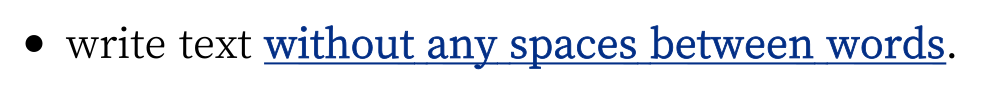 • write text without any spaces between words.